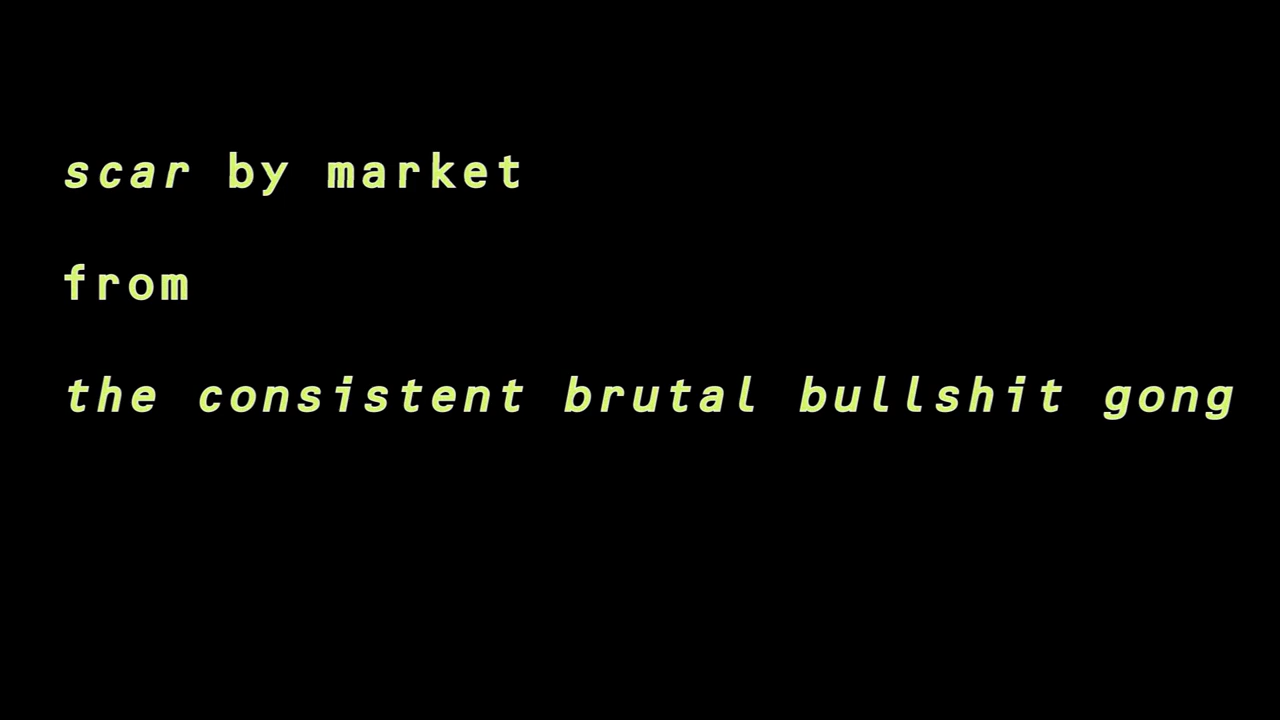 scar by market
from
the consistent brutal bullshit gong